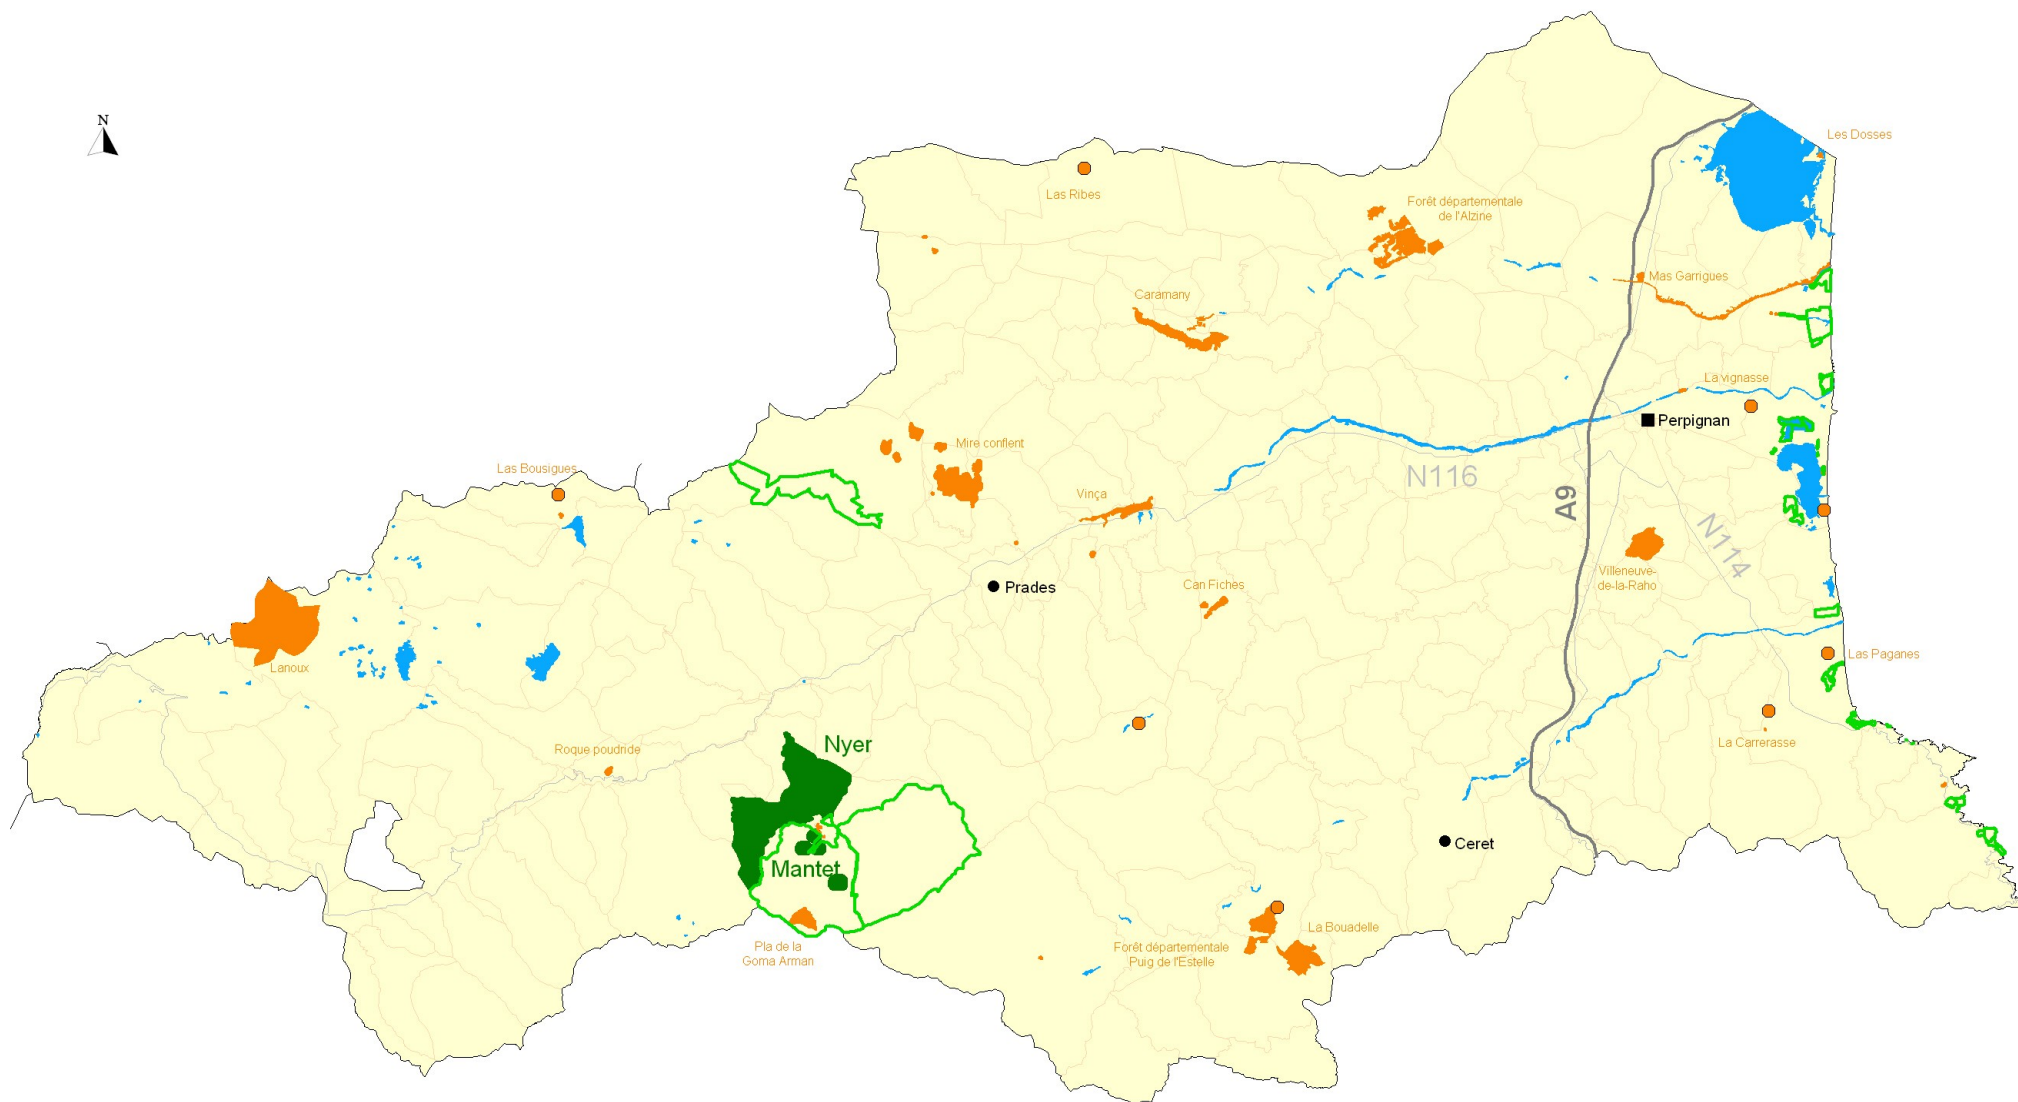 N
Les Dosses
Las Ribes
Forêt départementale
de l'Alzine
Mas Garrigues
Caramany
La vignasse
Perpignan
Mire conflent
Las Bousigues
N116
Vinça
A9
N114
Villeneuve-
de-la-Raho
Prades
Can Fiches
Lanoux
Las Paganes
Nyer
Roque poudride
La Carrerasse
Ceret
Mantet
La Bouadelle
Pla de la
Goma Arman
Forêt départementale
Puig de l'Estelle